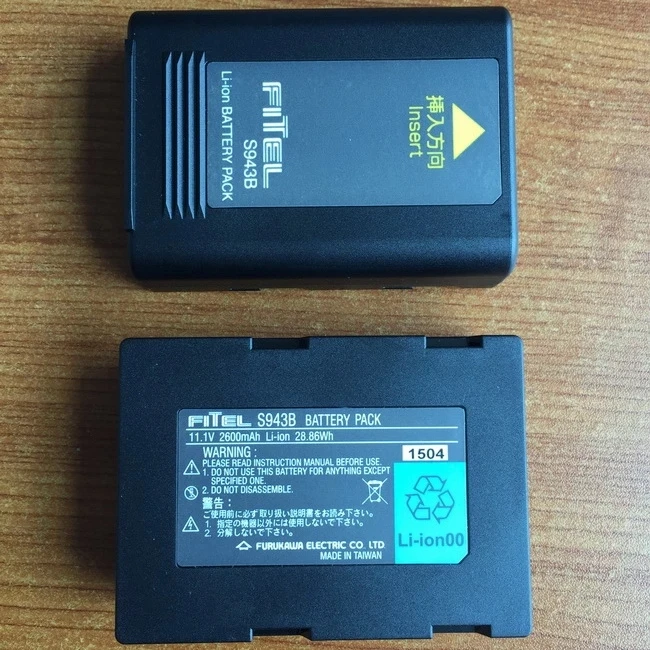 挿入方向
Insert
FITEL
S943B
Li-ion BATTERY PACK
FITEL S943B BATTERY PACK
11.1V 2600mAh Li-ion 28.86Wh
1504
WARNING :
PLEASE READ INSTRUCTION MANUAL BEFORE USE.
1. DO NOT USE THIS BATTERY FOR ANYTHING EXCEPT
SPECIFIED ONE.
2. DO NOT DISASSEMBLE.
警告：
ご使用前に必ず取り扱い説明書をお読み下さい。
1. 指定の機器以外には使用しないで下さい。
2. 分解しないで下さい。
Li-ion00
FURUKAWA ELECTRIC CO. LTD.
MADE IN TAIWAN